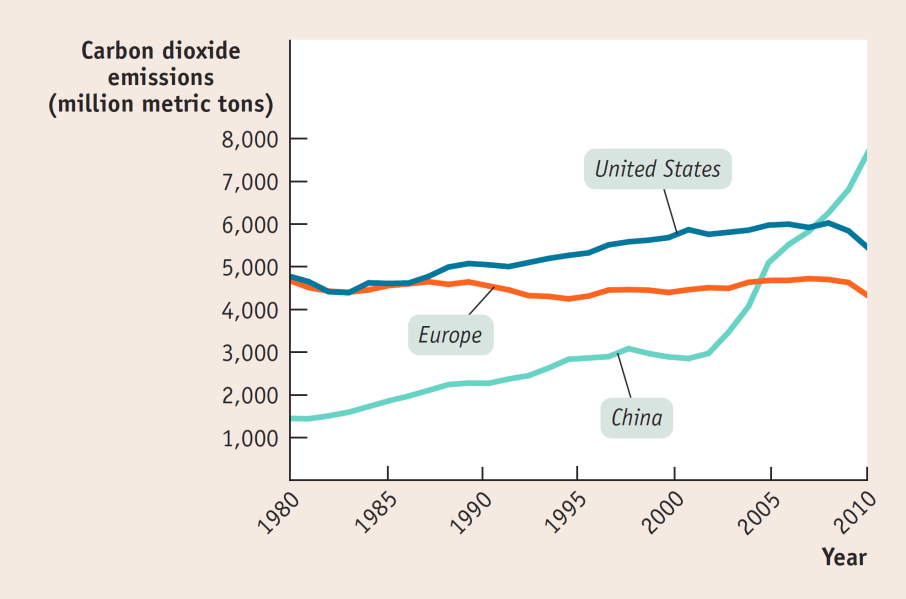 Carbon dioxide
emissions
(million metric tons)
8,000
7,000
6,000
5,000
4,000
3,000
2,000
1,000
United States
Europe
China
1980
1985
1990
1995
2000
2005
2010
Year